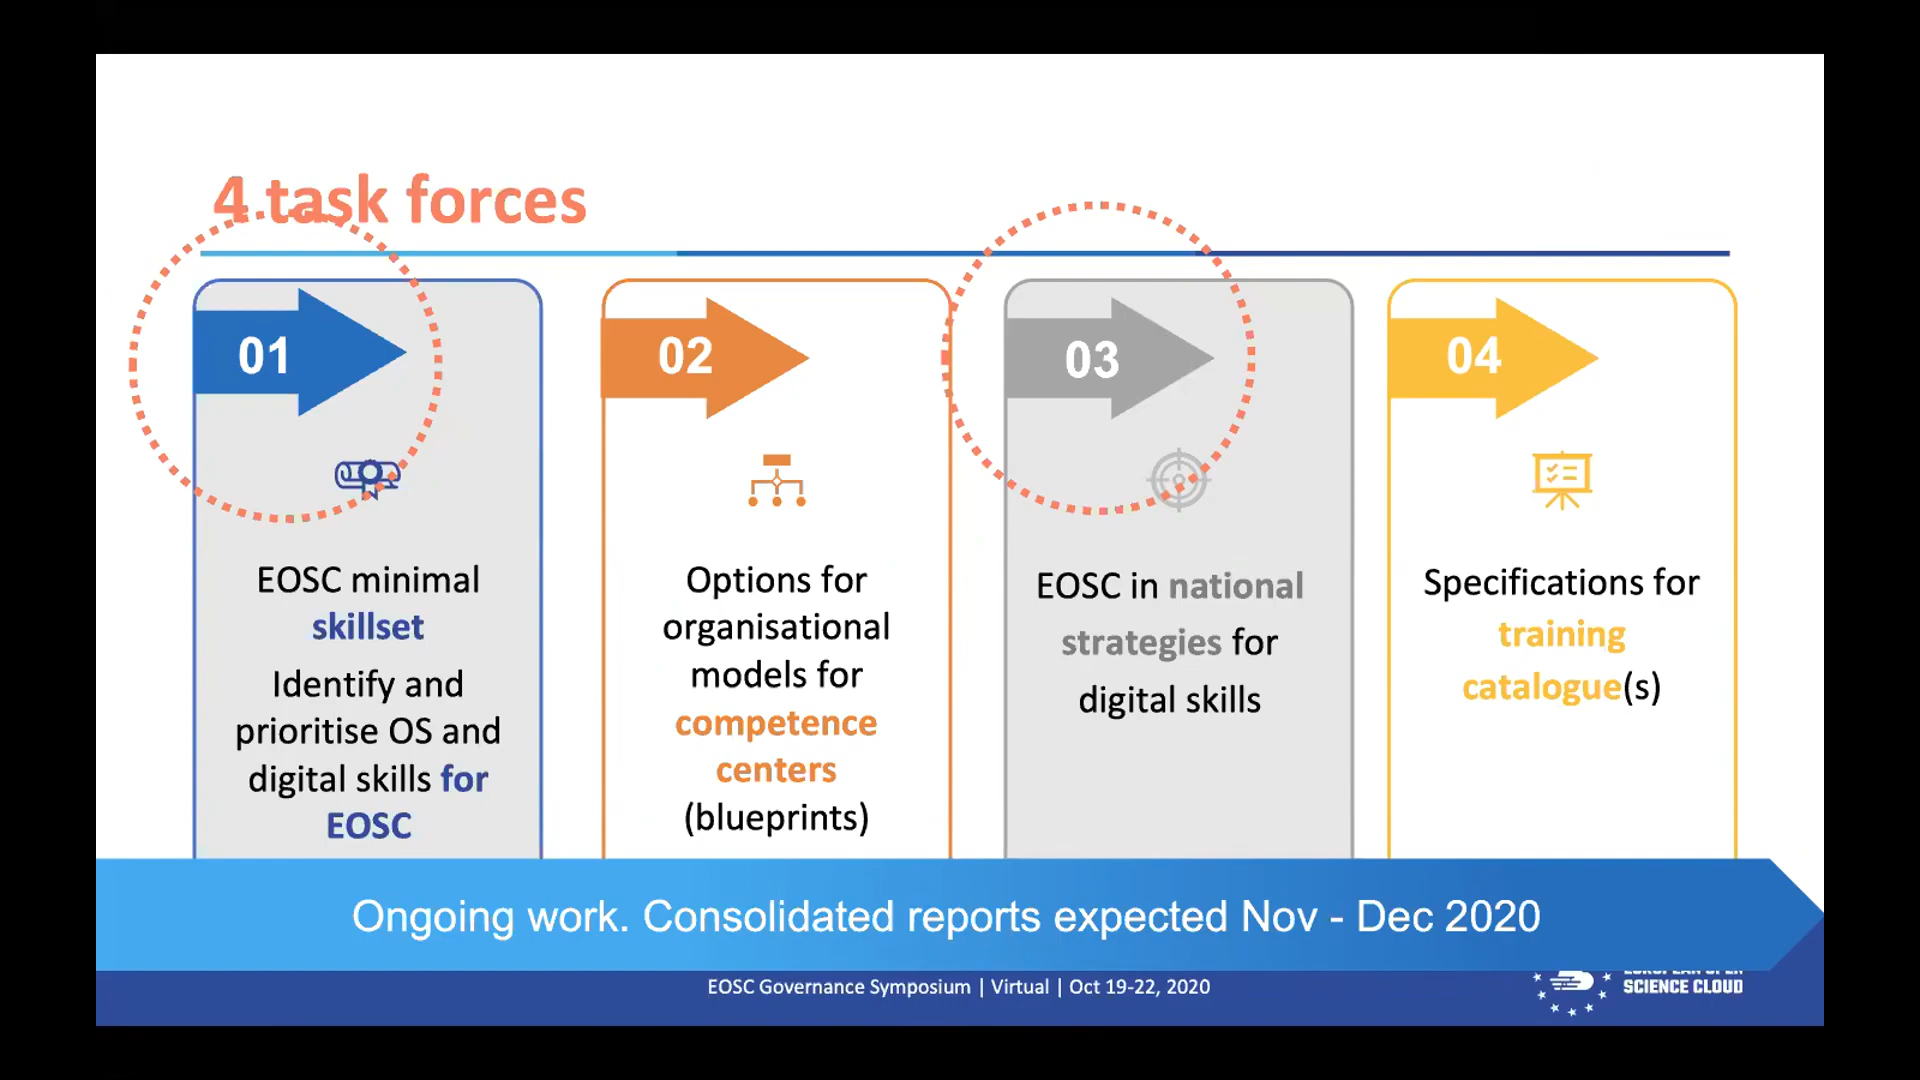 4 task forces
01
EOSC minimal
skillset
Identify and
prioritise OS and
digital skills for
EOSC
02
Options for
organisational
models for
competence
centers
(blueprints)
03
EOSC in national
strategies for
digital skills
04
Specifications for
training
catalogue(s)
Ongoing work. Consolidated reports expected Nov - Dec 2020
EOSC Governance Symposium | Virtual | Oct 19-22, 2020
EUROPEAN OPEN
SCIENCE CLOUD